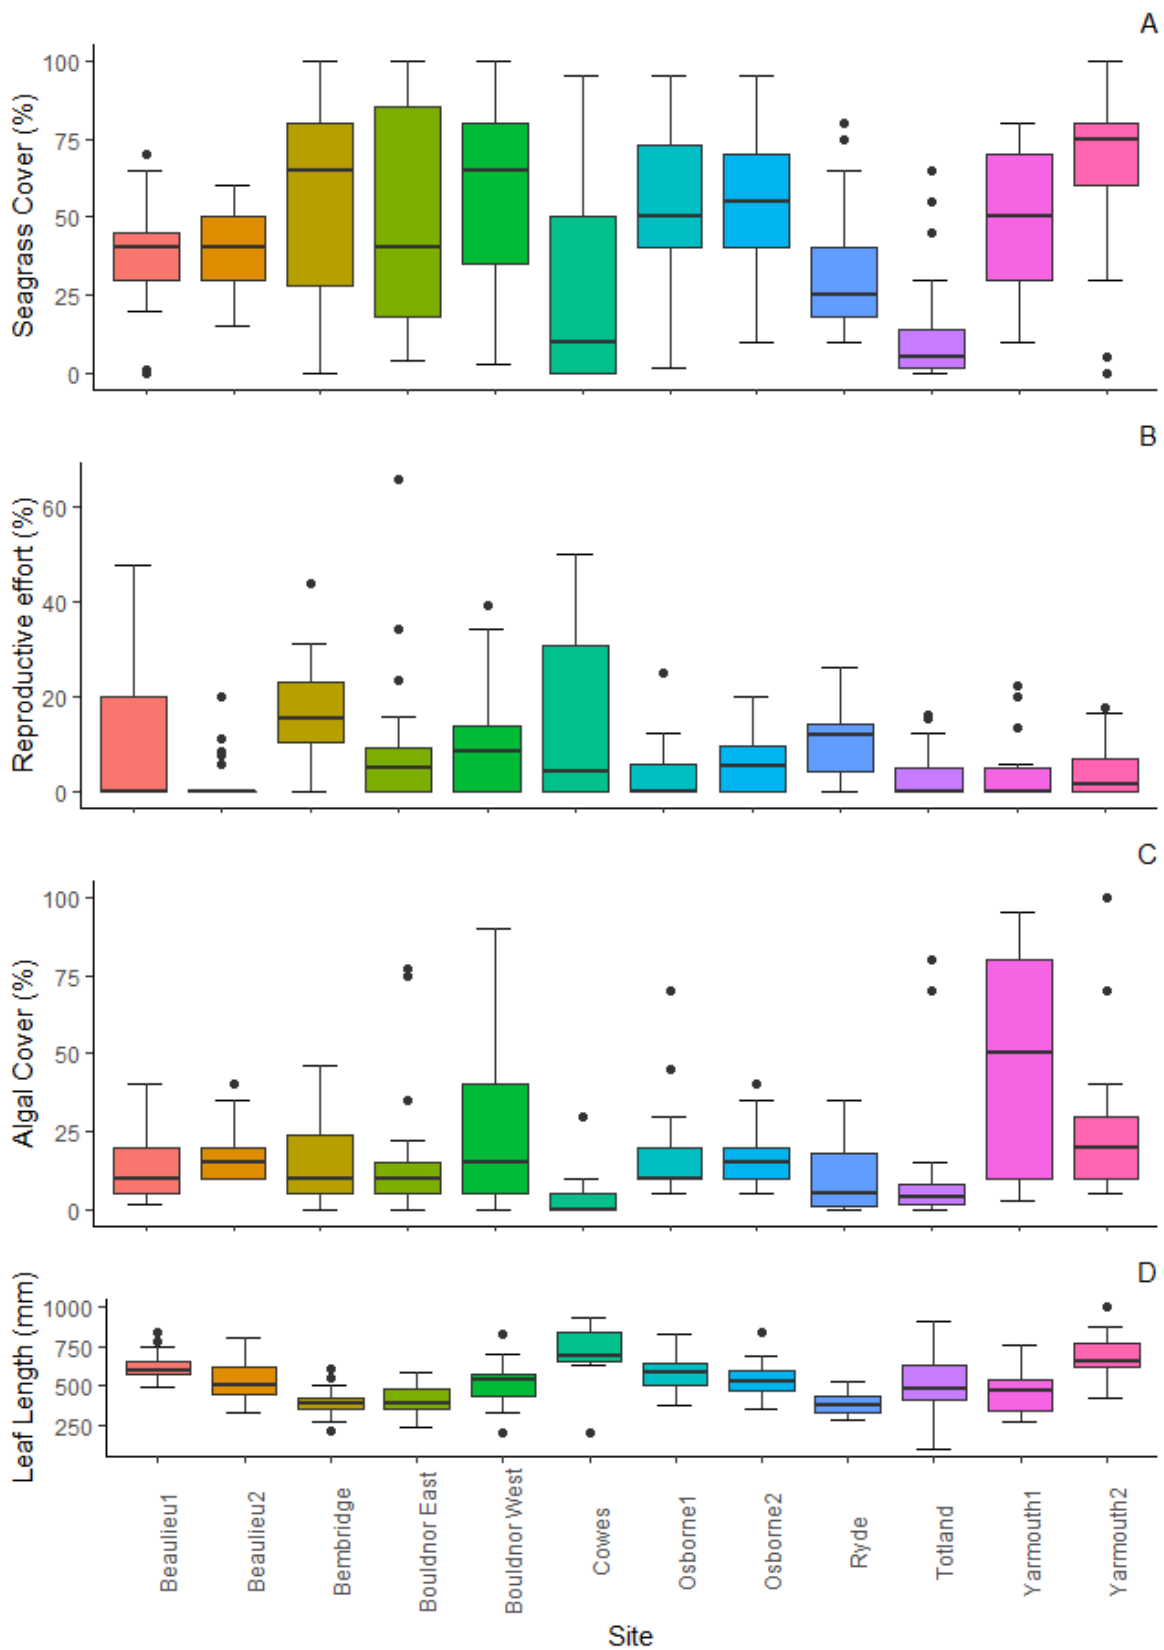 A
Seagrass Cover (%)
100
75
50
25
0
B
Reproductive effort (%)
60
40
20
0
C
Algal Cover (%)
100
75
50
25
0
D
Leaf Length (mm)
1000
750
500
250
Beaulieu1
Beaulieu2
Bembridge
Bouldnor East
Bouldnor West
Cowes
Osborne1
Osborne2
Ryde
Totland
Yarmouth1
Yarmouth2
Site